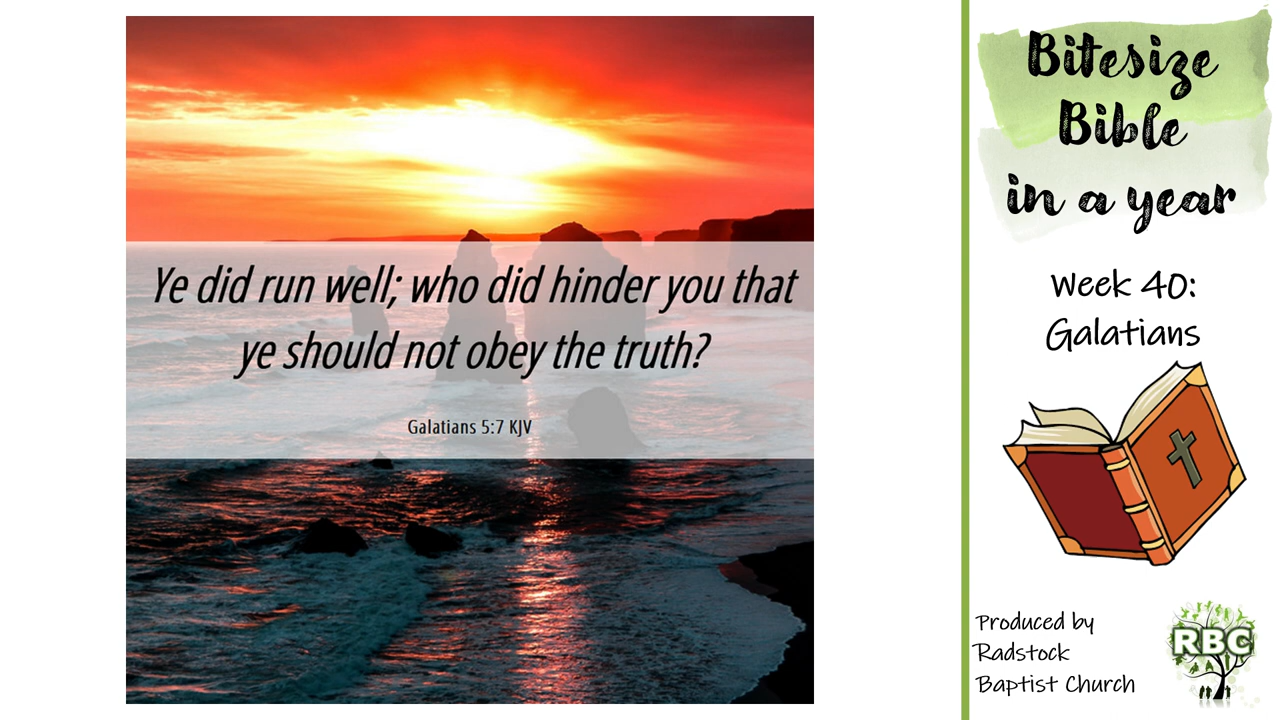 Ye did run well; who did hinder you that
ye should not obey the truth?
Galatians 5:7 KJV
Bitesize
Bible
in a year
Week 40:
Galatians
Produced by
Radstock
Baptist Church
RBC